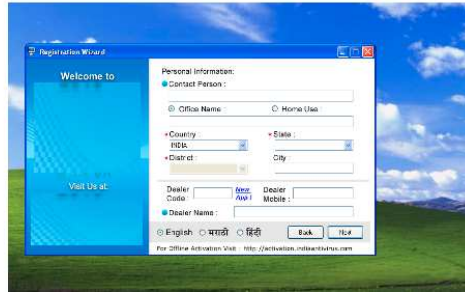 Registration Wizard
Welcome to
Visit Us at:
Personal Information:
Contact Person :
Office Name : Home Use :
*Country : *State :
INDIA
*District : City :
Dealer Code : New App ! Dealer Mobile :
Dealer Name :
English मराठी हिंदी Back Next
For Offline Activation Visit : http://activation.indiaantivirus.com